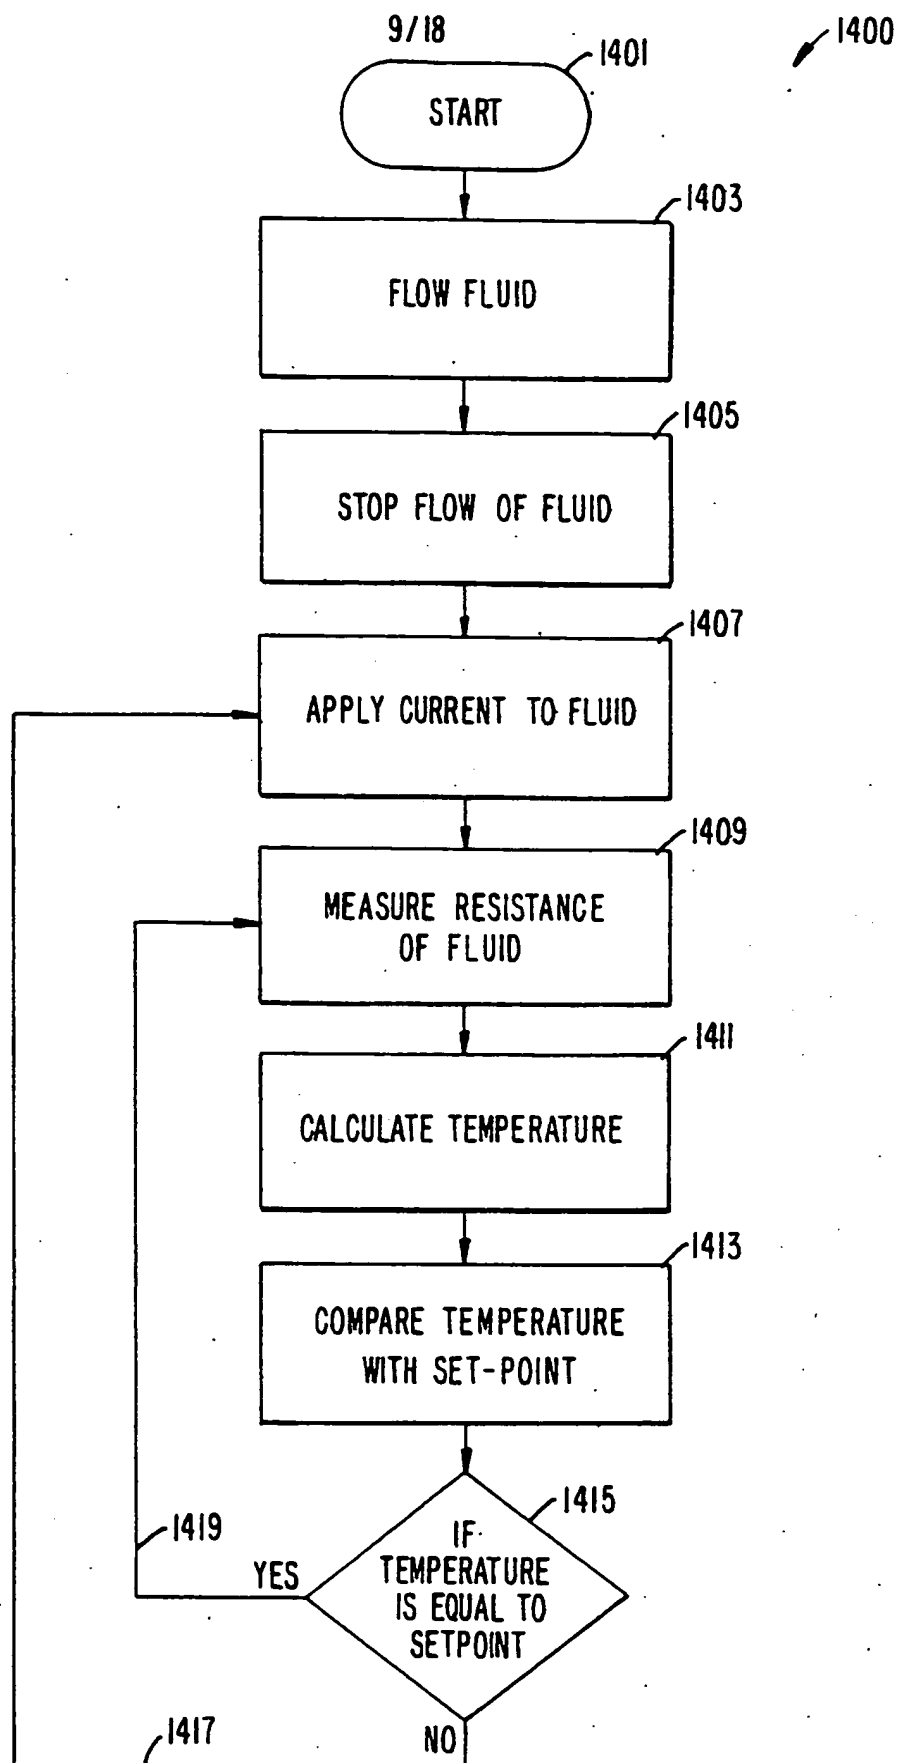 9/18
1400
1401
START
1403
FLOW FLUID
1405
STOP FLOW OF FLUID
1407
APPLY CURRENT TO FLUID
1409
MEASURE RESISTANCE
OF FLUID
1411
CALCULATE TEMPERATURE
1413
COMPARE TEMPERATURE
WITH SET-POINT
1415
IF
TEMPERATURE
IS EQUAL TO
SETPOINT
1419
YES
1417
NO